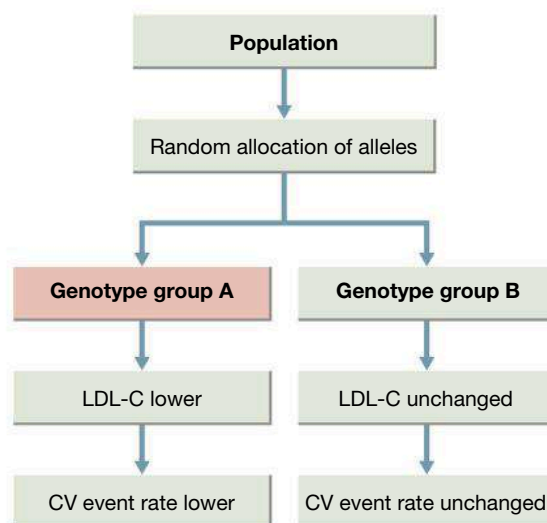 Population
Random allocation of alleles
Genotype group A
Genotype group B
LDL-C lower
LDL-C unchanged
CV event rate lower
CV event rate unchanged